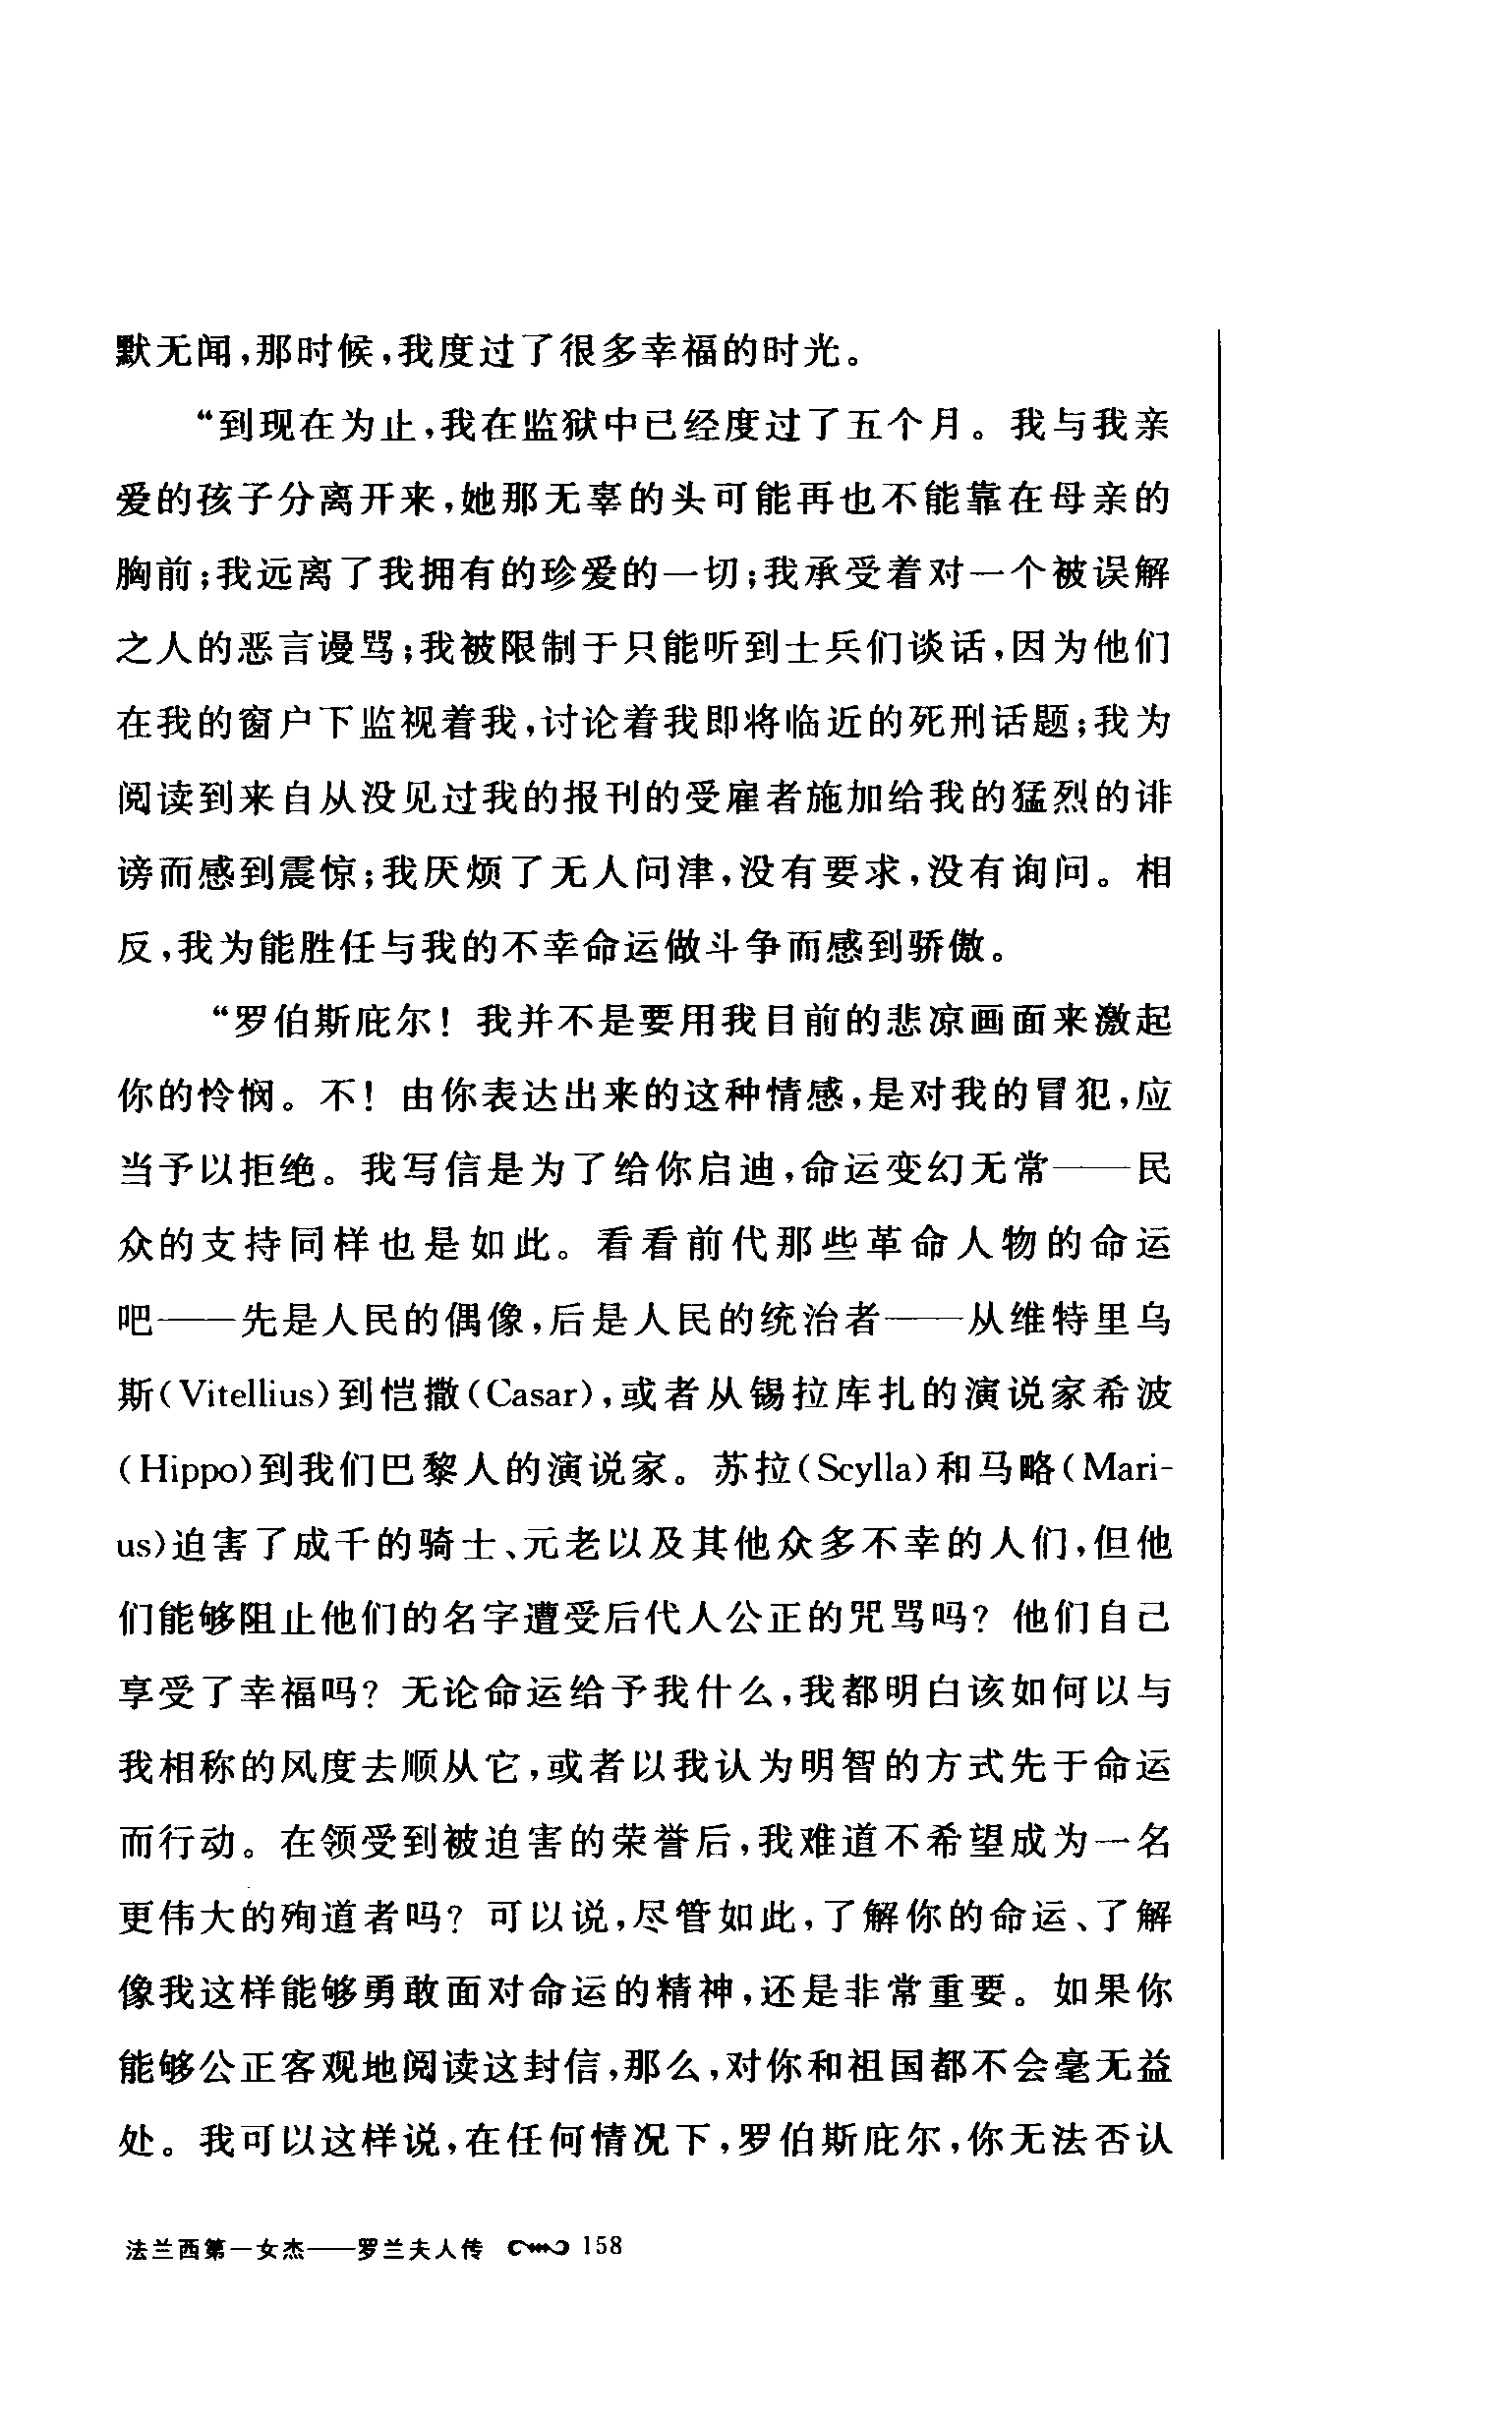 默无闻,那时候,我度过了很多幸福的时光。
“到现在为止,我在监狱中已经度过了五个月。我与我亲
爱的孩子分离开来,她那无辜的头可能再也不能靠在母亲的
胸前;我远离了我拥有的珍爱的一切;我承受着对一个被误解
之人的恶言谩骂;我被限制于只能听到士兵们谈话,因为他们
在我的窗户下监视着我,讨论着我即将临近的死刑话题;我为
阅读到来自从没见过我的报刊的受雇者施加给我的猛烈的诽
谤而感到震惊;我厌烦了无人问津,没有要求,没有询问。相
反,我为能胜任与我的不幸命运做斗争而感到骄傲。
“罗伯斯庇尔!我并不是要用我目前的悲凉画面来激起
你的怜悯。不!由你表达出来的这种情感,是对我的冒犯,应
当予以拒绝。我写信是为了给你启迪,命运变幻无常——民
众的支持同样也是如此。看看前代那些革命人物的命运
吧——先是人民的偶像,后是人民的统治者——从维特里乌
斯(Vitellius)到恺撒(Casar),或者从锡拉库扎的演说家希波
(Hippo)到我们巴黎人的演说家。苏拉(Scylla)和马略(Mari-
us)迫害了成千的骑士、元老以及其他众多不幸的人们,但他
们能够阻止他们的名字遭受后代人公正的咒骂吗?他们自己
享受了幸福吗?无论命运给予我什么,我都明白该如何以与
我相称的风度去顺从它,或者以我认为明智的方式先于命运
而行动。在领受到被迫害的荣誉后,我难道不希望成为一名
更伟大的殉道者吗?可以说,尽管如此,了解你的命运、了解
像我这样能够勇敢面对命运的精神,还是非常重要。如果你
能够公正客观地阅读这封信,那么,对你和祖国都不会毫无益
处。我可以这样说,在任何情况下,罗伯斯庇尔,你无法否认
法兰西第一女杰——罗兰夫人传 158